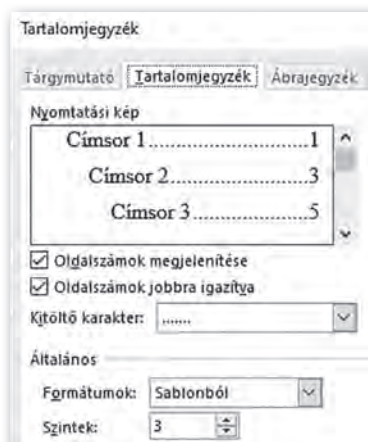 Tartalomjegyzék
Tárgymutató Tartalomjegyzék Ábrajegyzék
Nyomtatási kép
Címsor 1.......................1
Címsor 2.................3
Címsor 3............5
Oldalszámok megjelenítése
Oldalszámok jobbra igazítva
Kitöltő karakter: .......
Általános
Formátumok: Sablonból
Szintek: 3